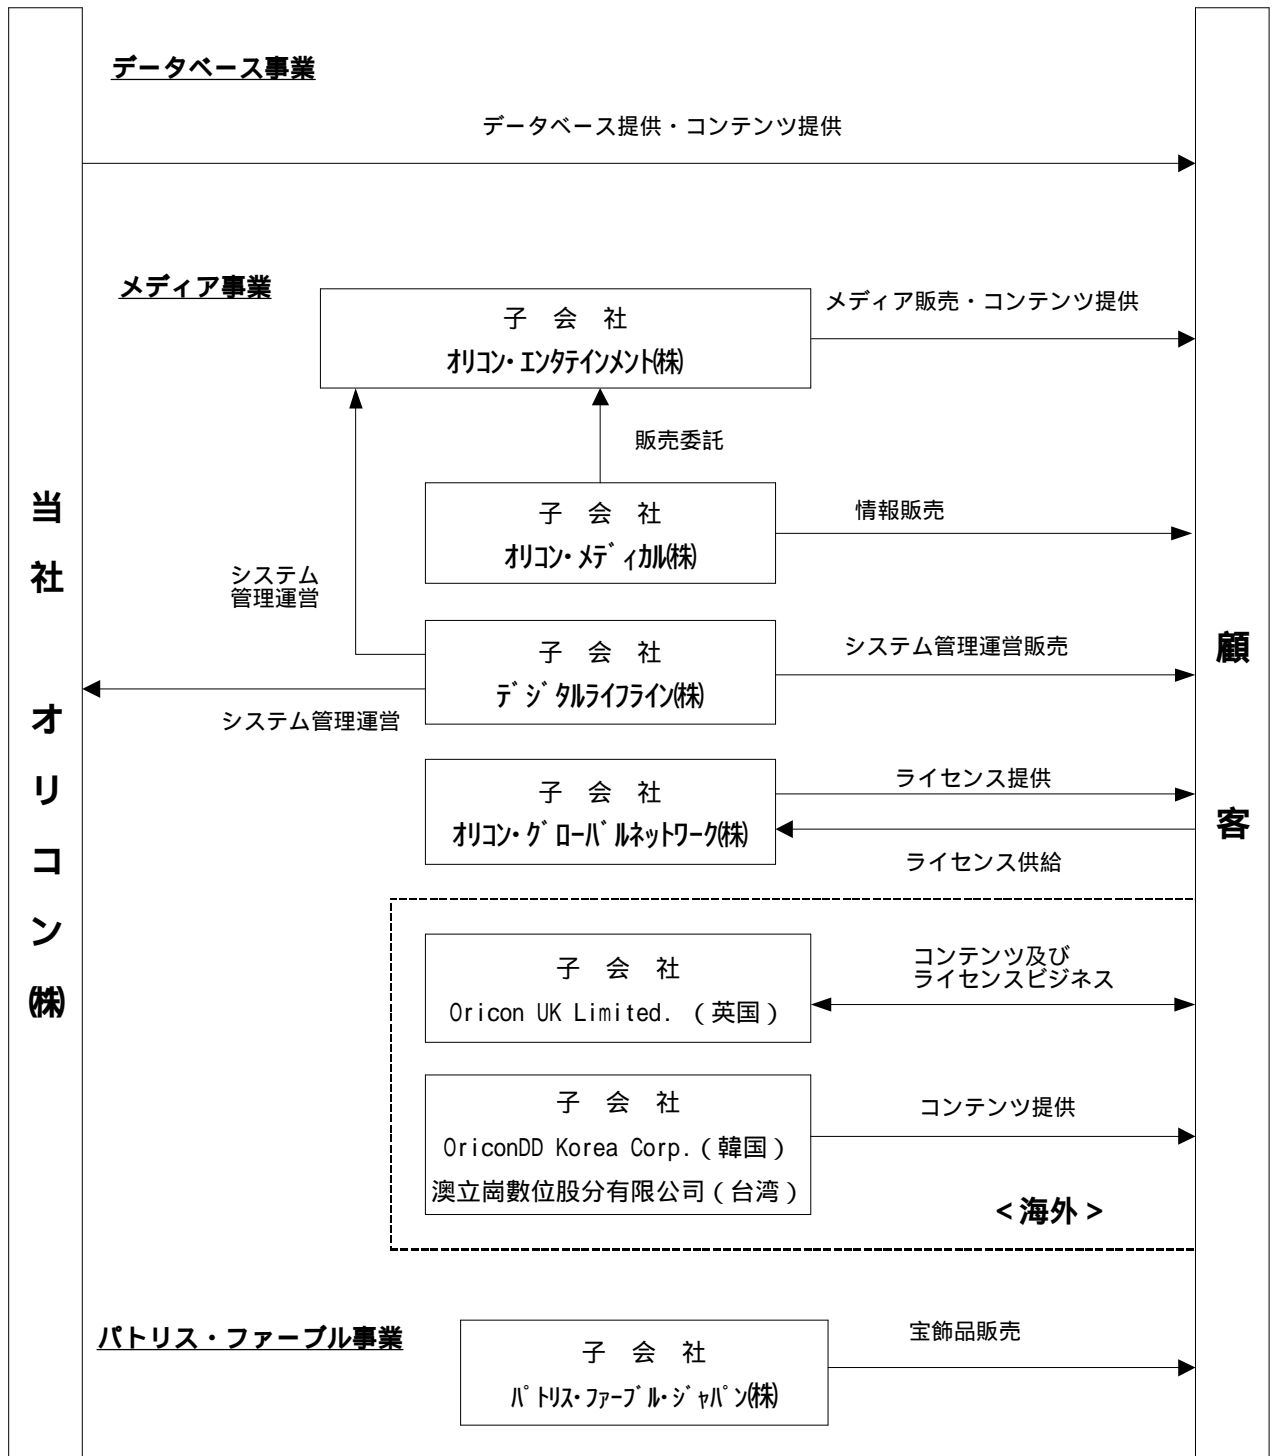 データベース事業
データベース提供・コンテンツ提供
メディア事業
子 会 社
オリコン・エンタテインメント(株)
メディア販売・コンテンツ提供
販売委託
子 会 社
オリコン・メディカル(株)
情報販売
システム
管理運営
子 会 社
デジタルライフライン(株)
システム管理運営販売
システム管理運営
子 会 社
オリコン・グローバルネットワーク(株)
ライセンス提供
ライセンス供給
子 会 社
Oricon UK Limited. (英国)
コンテンツ及び
ライセンスビジネス
子 会 社
OriconDD Korea Corp.(韓国)
澳立崗數位股分有限公司(台湾)
コンテンツ提供
<海外>
パトリス・ファーブル事業
子 会 社
パトリス・ファーブル・ジャパン(株)
宝飾品販売
当社 オリコン(株)
顧客